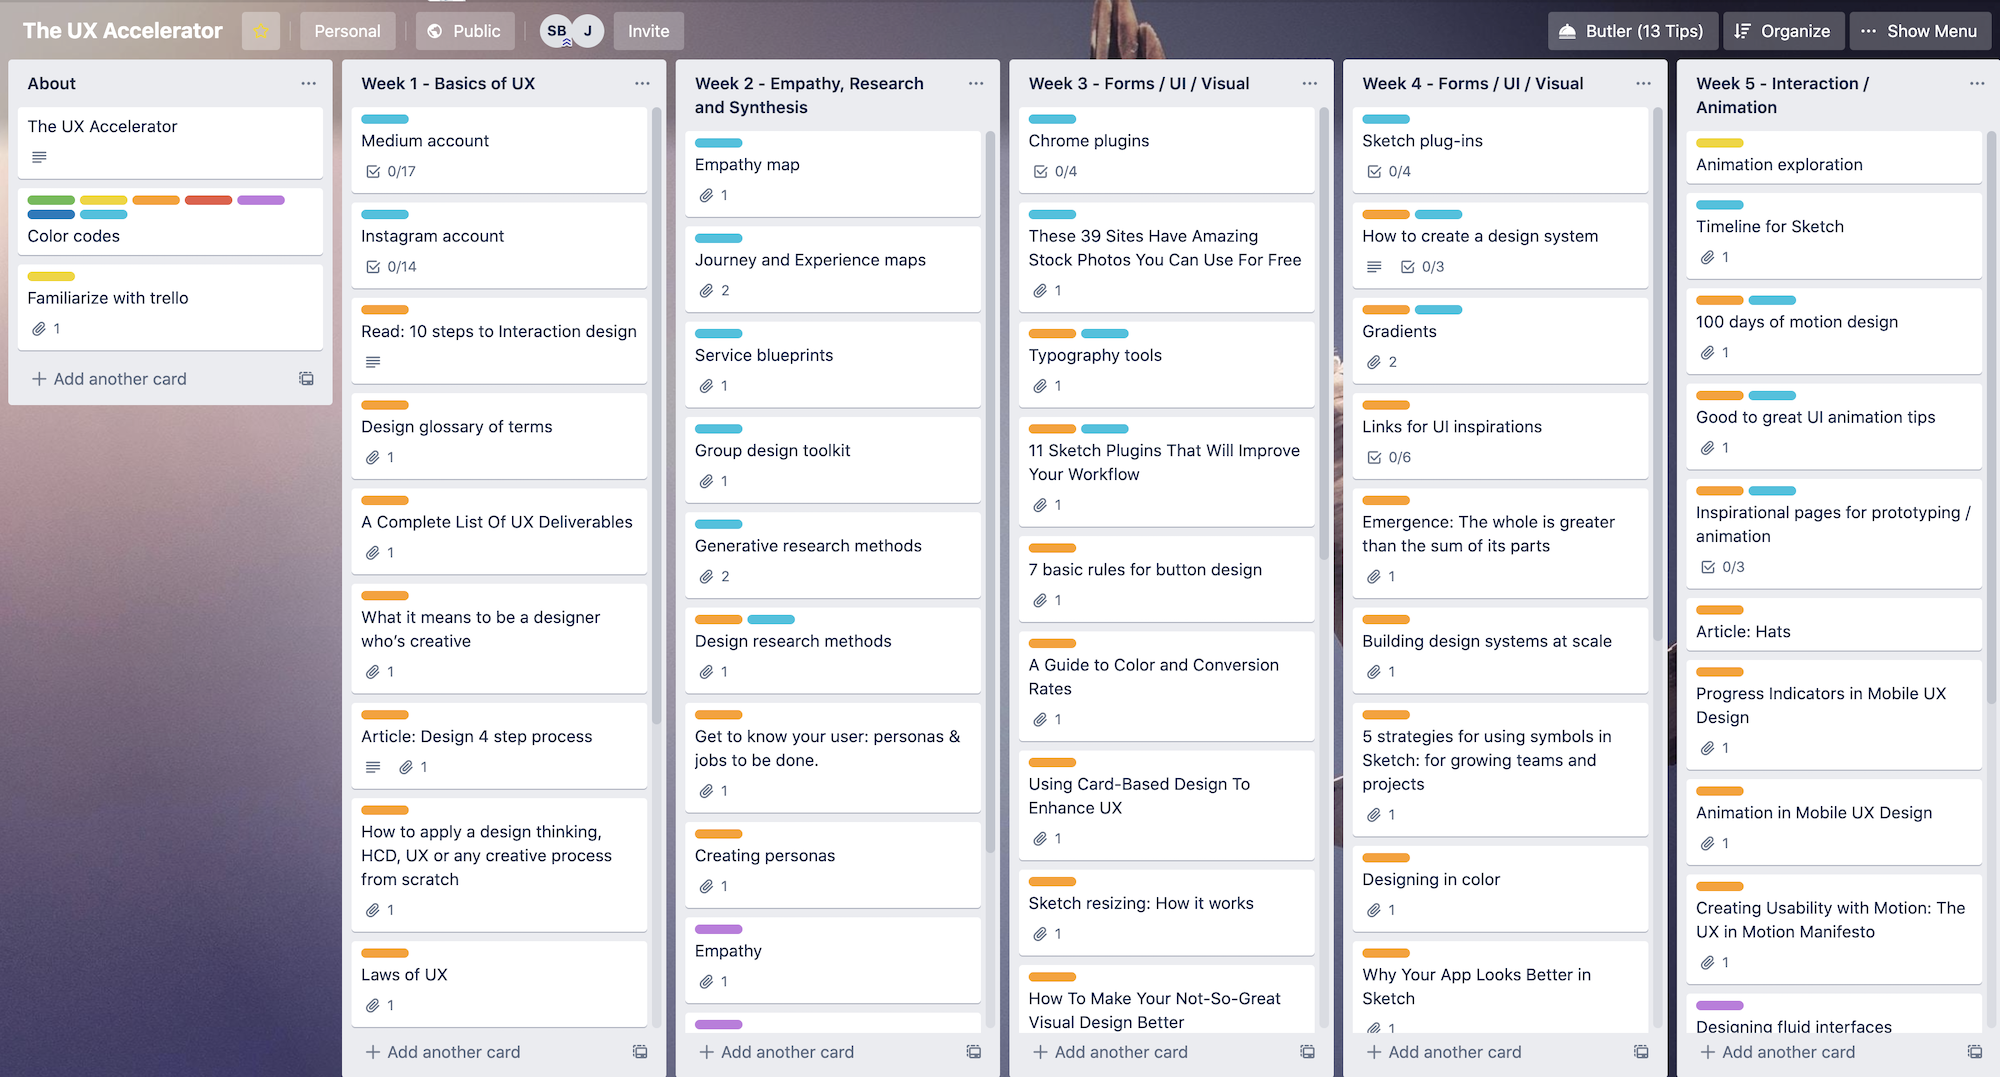 The UX Accelerator
Personal
Public
SB
J
Invite
Butler (13 Tips)
Organize
Show Menu
About
The UX Accelerator
Color codes
Familiarize with trello
1
Add another card
Week 1 - Basics of UX
Medium account
0/17
Instagram account
0/14
Read: 10 steps to Interaction design
Design glossary of terms
1
A Complete List Of UX Deliverables
1
What it means to be a designer
who's creative
1
Article: Design 4 step process
1
How to apply a design thinking,
HCD, UX or any creative process
from scratch
1
Laws of UX
1
Add another card
Week 2 - Empathy, Research
and Synthesis
Empathy map
1
Journey and Experience maps
2
Service blueprints
1
Group design toolkit
1
Generative research methods
2
Design research methods
1
Get to know your user: personas &
jobs to be done.
1
Creating personas
1
Empathy
1
Add another card
Week 3 - Forms / UI / Visual
Chrome plugins
0/4
These 39 Sites Have Amazing
Stock Photos You Can Use For Free
1
Typography tools
1
11 Sketch Plugins That Will Improve
Your Workflow
1
7 basic rules for button design
1
A Guide to Color and Conversion
Rates
1
Using Card-Based Design To
Enhance UX
1
Sketch resizing: How it works
1
How To Make Your Not-So-Great
Visual Design Better
Add another card
Week 4 - Forms / UI / Visual
Sketch plug-ins
0/4
How to create a design system
0/3
Gradients
2
Links for UI inspirations
0/6
Emergence: The whole is greater
than the sum of its parts
1
Building design systems at scale
1
5 strategies for using symbols in
Sketch: for growing teams and
projects
1
Designing in color
1
Why Your App Looks Better in
Sketch
1
Add another card
Week 5 - Interaction /
Animation
Animation exploration
Timeline for Sketch
1
100 days of motion design
1
Good to great UI animation tips
1
Inspirational pages for prototyping /
animation
0/3
Article: Hats
Progress Indicators in Mobile UX
Design
1
Animation in Mobile UX Design
1
Creating Usability with Motion: The
UX in Motion Manifesto
1
Designing fluid interfaces
Add another card